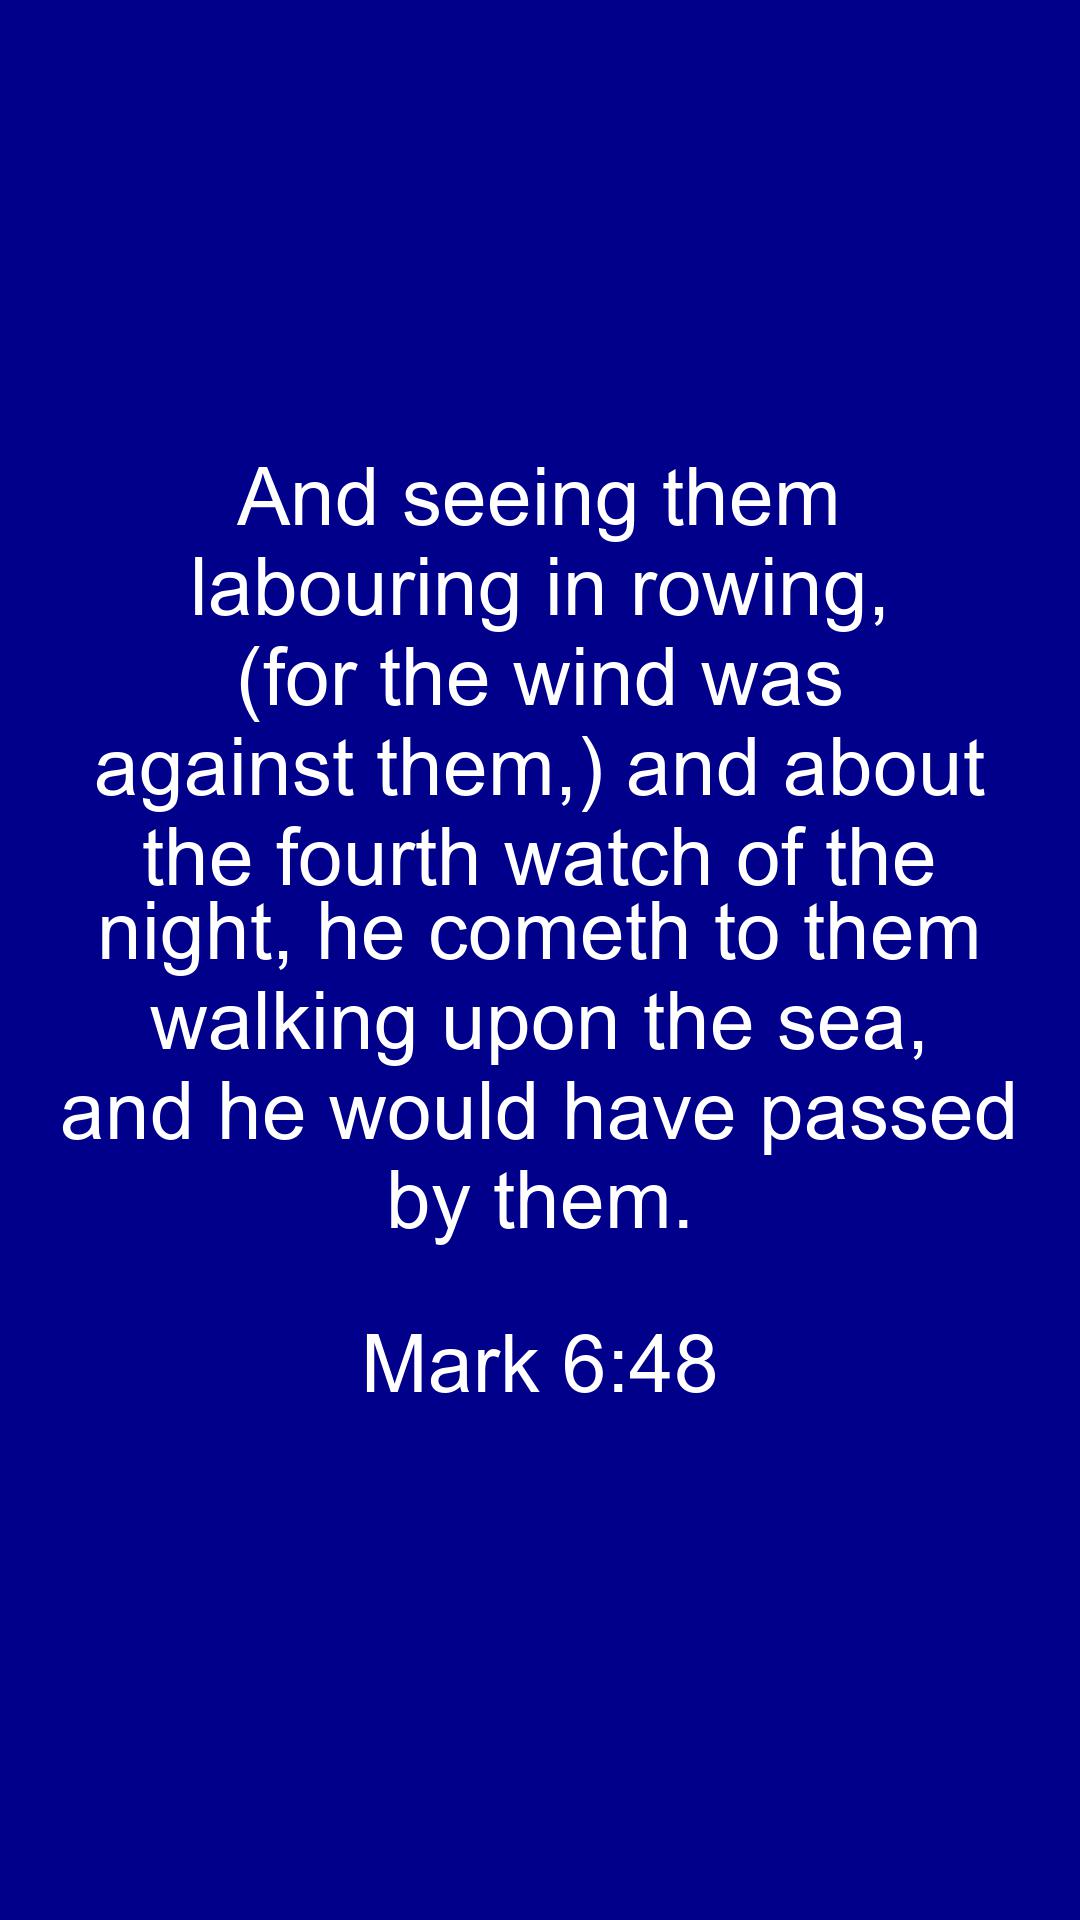 And seeing them
labouring in rowing,
(for the wind was
against them,) and about
the fourth watch of the
night, he cometh to them
walking upon the sea,
and he would have passed
by them.
Mark 6:48